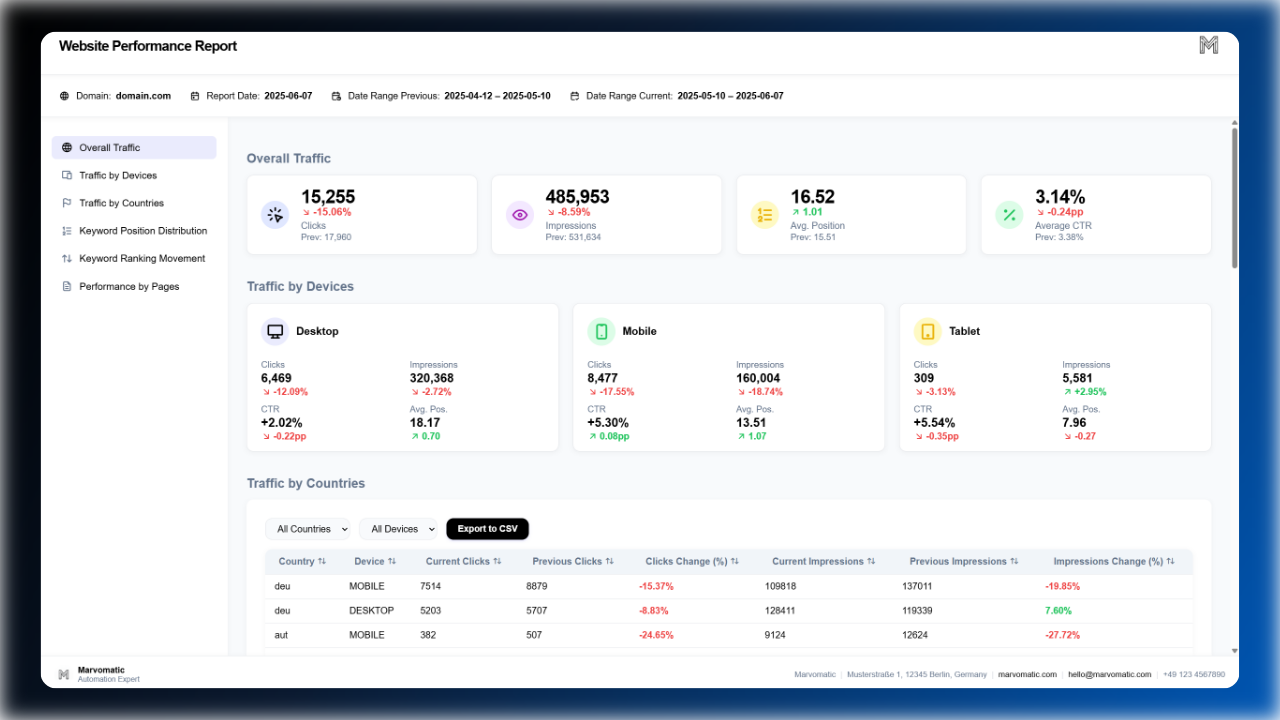 Website Performance Report
Domain: domain.com Report Date: 2025-06-07 Date Range Previous: 2025-04-12 – 2025-05-10 Date Range Current: 2025-05-10 – 2025-06-07
Overall Traffic
Traffic by Devices
Traffic by Countries
Keyword Position Distribution
Keyword Ranking Movement
Performance by Pages
Overall Traffic
15,255
-15.06%
Clicks
Prev: 17,960
485,953
-8.59%
Impressions
Prev: 531,634
16.52
1.01
Avg. Position
Prev: 15.51
3.14%
-0.24pp
Average CTR
Prev: 3.38%
Traffic by Devices
Desktop
Clicks Impressions
6,469 320,368
-12.09% -2.72%
CTR Avg. Pos.
+2.02% 18.17
-0.22pp 0.70
Mobile
Clicks Impressions
8,477 160,004
-17.55% -18.74%
CTR Avg. Pos.
+5.30% 13.51
0.08pp 1.07
Tablet
Clicks Impressions
309 5,581
-3.13% +2.95%
CTR Avg. Pos.
+5.54% 7.96
-0.35pp -0.27
Traffic by Countries
All Countries All Devices Export to CSV
Country Device Current Clicks Previous Clicks Clicks Change (%) Current Impressions Previous Impressions Impressions Change (%)
deu MOBILE 7514 8879 -15.37% 109818 137011 -19.85%
deu DESKTOP 5203 5707 -8.83% 128411 119339 7.60%
aut MOBILE 382 507 -24.65% 9124 12624 -27.72%
Marvomatic
Automation Expert
Marvomatic | Musterstraße 1, 12345 Berlin, Germany | marvomatic.com | hello@marvomatic.com | +49 123 4567890